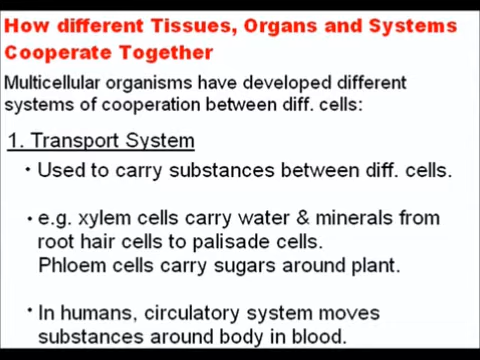 How different Tissues, Organs and Systems
Cooperate Together
Multicellular organisms have developed different
systems of cooperation between diff. cells:
1. Transport System
• Used to carry substances between diff. cells.
• e.g. xylem cells carry water & minerals from
root hair cells to palisade cells.
Phloem cells carry sugars around plant.
• In humans, circulatory system moves
substances around body in blood.